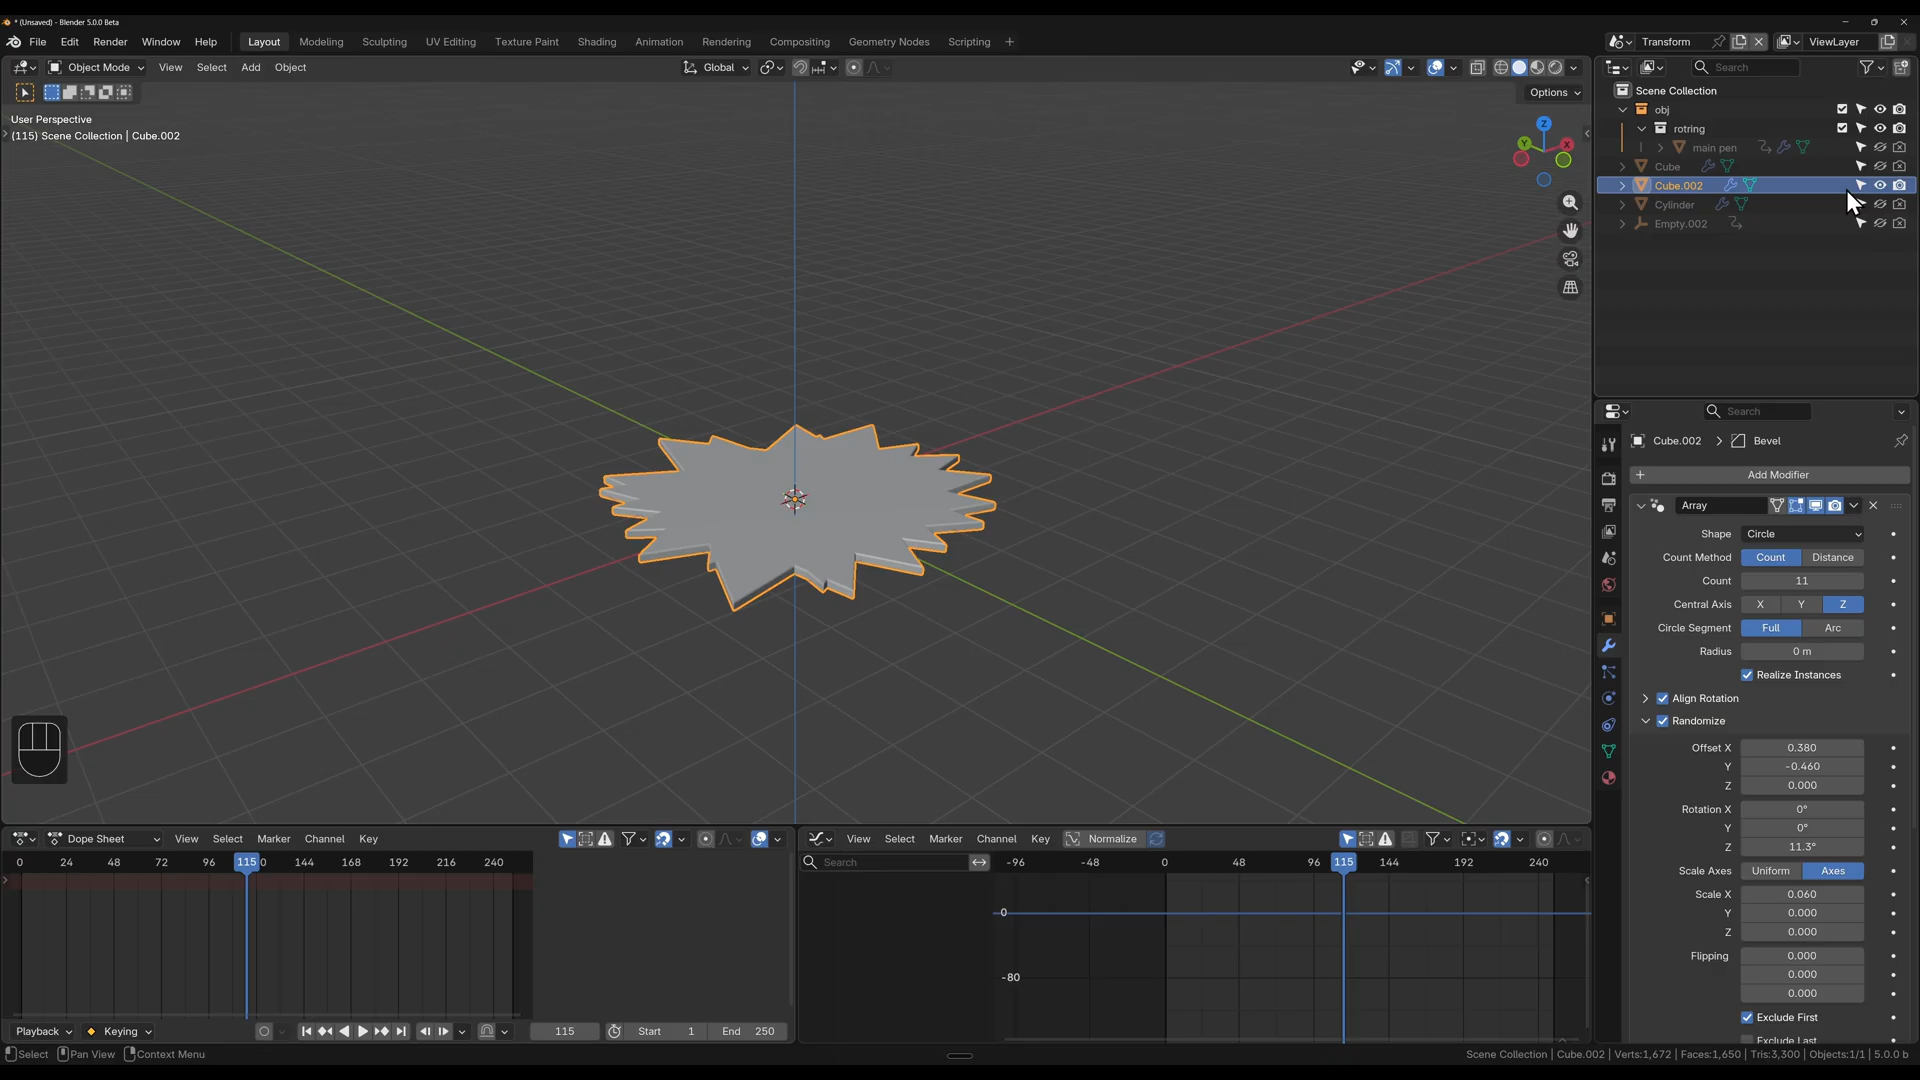 * (Unsaved) - Blender 5.0.0 Beta
File Edit Render Window Help Layout Modeling Sculpting UV Editing Texture Paint Shading Animation Rendering Compositing Geometry Nodes Scripting + Transform ViewLayer
Object Mode View Select Add Object Global Search
Options
User Perspective
(115) Scene Collection | Cube.002
Z
Y X
Scene Collection
obj
rotring
main pen
Cube
Cube.002
Cylinder
Empty.002
Search
Cube.002 > Bevel
+ Add Modifier
Array
Shape Circle
Count Method Count Distance
Count 11
Central Axis X Y Z
Circle Segment Full Arc
Radius 0 m
Realize Instances
Align Rotation
Randomize
Offset X 0.380
Y -0.460
Z 0.000
Rotation X 0°
Y 0°
Z 11.3°
Scale Axes Uniform Axes
Scale X 0.060
Y 0.000
Z 0.000
Flipping 0.000
0.000
0.000
Exclude First
Exclude Last
Dope Sheet View Select Marker Channel Key
0 24 48 72 96 115 0 144 168 192 216 240
View Select Marker Channel Key Normalize
Search -96 -48 0 48 96 115 144 192 240
0
-80
Playback Keying 115 Start 1 End 250
Select Pan View Context Menu
Scene Collection | Cube.002 | Verts:1,672 | Faces:1,650 | Tris:3,300 | Objects:1/1 | 5.0.0 b